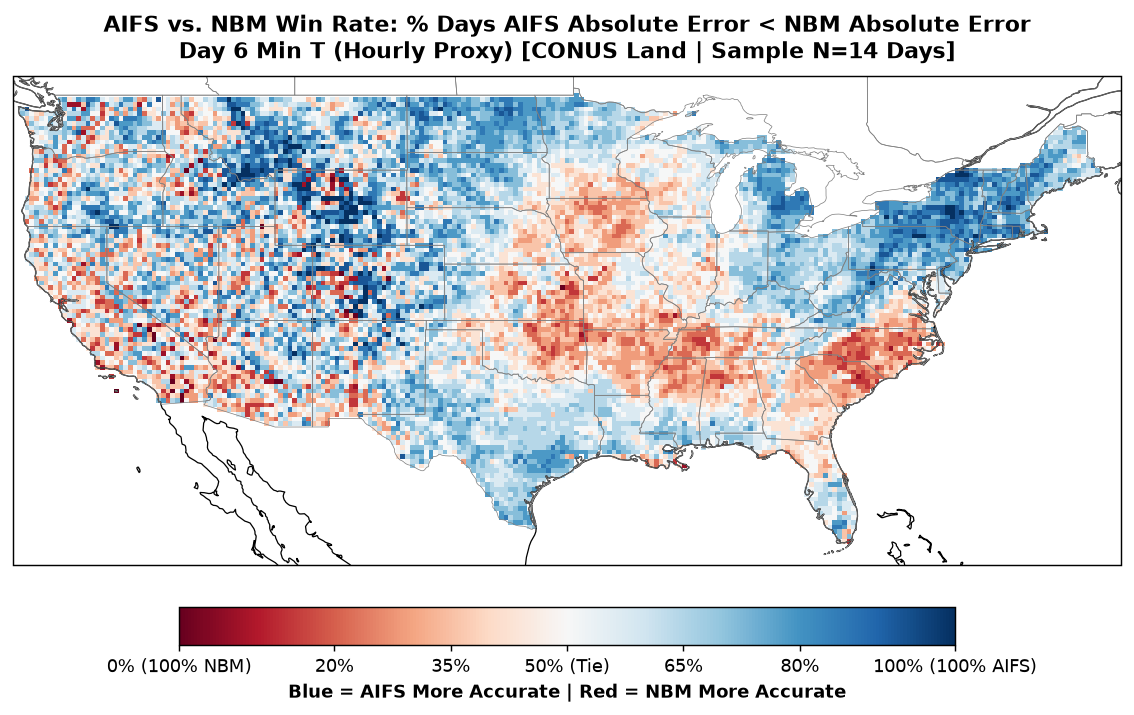 AIFS vs. NBM Win Rate: % Days AIFS Absolute Error < NBM Absolute Error
Day 6 Min T (Hourly Proxy) [CONUS Land | Sample N=14 Days]
0% (100% NBM) 20% 35% 50% (Tie) 65% 80% 100% (100% AIFS)
Blue = AIFS More Accurate | Red = NBM More Accurate